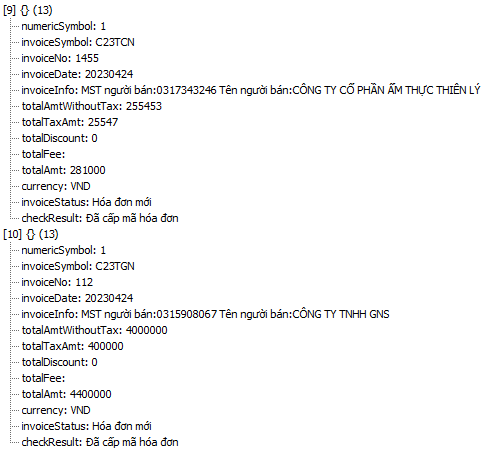 [9] {} (13)
numericSymbol: 1
invoiceSymbol: C23TCN
invoiceNo: 1455
invoiceDate: 20230424
invoiceInfo: MST người bán:0317343246 Tên người bán:CÔNG TY CỔ PHẦN ẨM THỰC THIÊN LÝ
totalAmtWithoutTax: 255453
totalTaxAmt: 25547
totalDiscount: 0
totalFee:
totalAmt: 281000
currency: VND
invoiceStatus: Hóa đơn mới
checkResult: Đã cấp mã hóa đơn
[10] {} (13)
numericSymbol: 1
invoiceSymbol: C23TGN
invoiceNo: 112
invoiceDate: 20230424
invoiceInfo: MST người bán:0315908067 Tên người bán:CÔNG TY TNHH GNS
totalAmtWithoutTax: 4000000
totalTaxAmt: 400000
totalDiscount: 0
totalFee:
totalAmt: 4400000
currency: VND
invoiceStatus: Hóa đơn mới
checkResult: Đã cấp mã hóa đơn